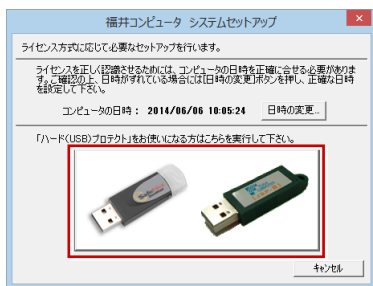 福井コンピュータ システムセットアップ
ライセンス方式に応じて必要なセットアップを行います。
ライセンスを正しく認識させるためには、コンピュータの日時を正確に合せる必要がありま
す。ご確認の上、日時がずれている場合には[日時の変更]ボタンを押し、正確な日時
を設定して下さい。
コンピュータの日時： 2014/06/06 10:05:24 日時の変更...
「ハード(USB)プロテクト」をお使いになる方はこちらを実行して下さい。
キャンセル